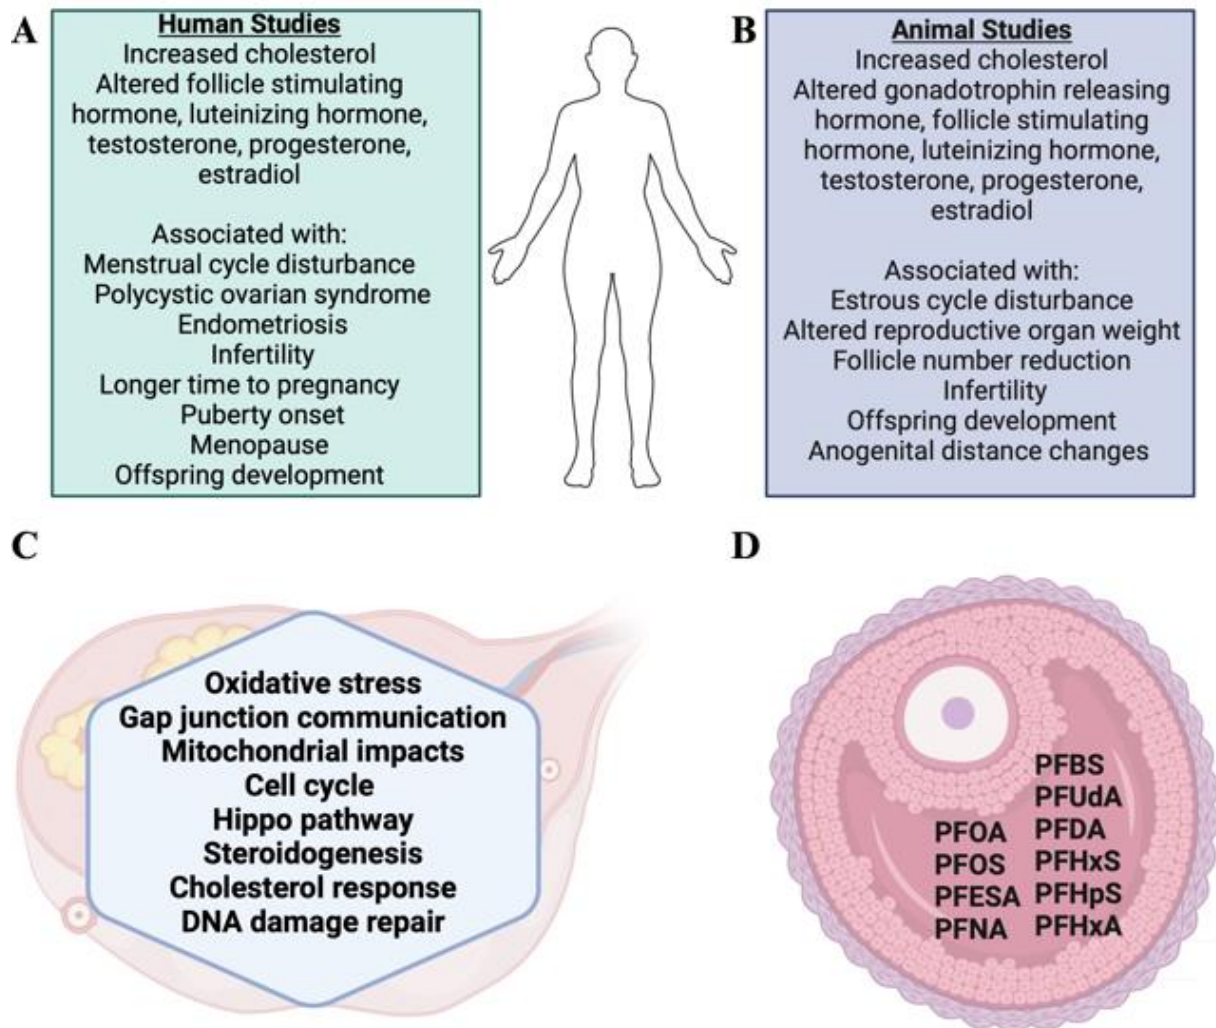 A
Human Studies
Increased cholesterol
Altered follicle stimulating
hormone, luteinizing hormone,
testosterone, progesterone,
estradiol
Associated with:
Menstrual cycle disturbance
Polycystic ovarian syndrome
Endometriosis
Infertility
Longer time to pregnancy
Puberty onset
Menopause
Offspring development
B
Animal Studies
Increased cholesterol
Altered gonadotrophin releasing
hormone, follicle stimulating
hormone, luteinizing hormone,
testosterone, progesterone,
estradiol
Associated with:
Estrous cycle disturbance
Altered reproductive organ weight
Follicle number reduction
Infertility
Offspring development
Anogenital distance changes
C
Oxidative stress
Gap junction communication
Mitochondrial impacts
Cell cycle
Hippo pathway
Steroidogenesis
Cholesterol response
DNA damage repair
D
PFOA
PFOS
PFESA
PFNA
PFBS
PFUdA
PFDA
PFHxS
PFHpS
PFHxA